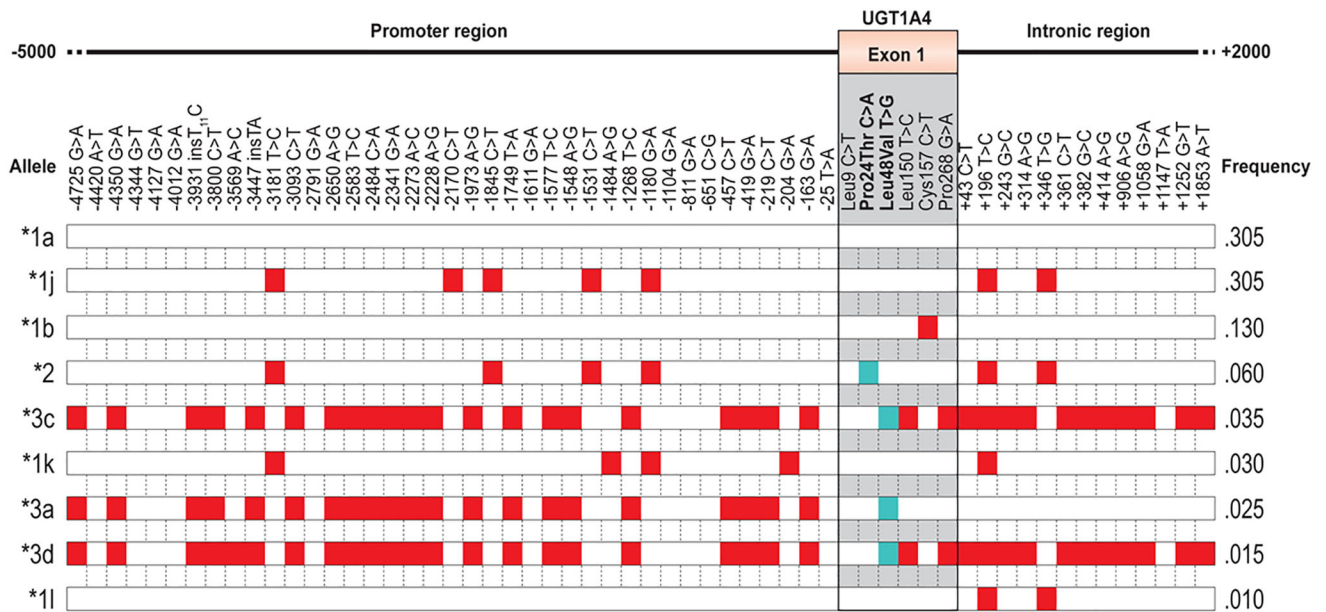 UGT1A4
Promoter region
Intronic region
-5000
Exon 1
+2000
Allele
-4725 G>A
-4420 A>T
-4350 G>A
-4344 G>T
-4127 G>A
-4012 G>A
-3931 insT11C
-3800 C>T
-3569 A>C
-3447 insTA
-3181 T>C
-3093 C>T
-2791 G>A
-2650 A>G
-2583 T>C
-2484 C>A
-2341 G>A
-2273 A>C
-2228 A>G
-2170 C>T
-1973 A>G
-1845 C>T
-1749 T>A
-1611 G>A
-1577 T>C
-1548 A>G
-1531 C>T
-1484 A>G
-1268 T>C
-1180 G>A
-1104 G>A
-811 G>A
-651 C>G
-457 C>T
-419 G>A
-219 C>T
-204 G>A
-163 G>A
-25 T>A
Leu9 C>T
Pro24Thr C>A
Leu48Val T>G
Leu150 T>C
Cys157 C>T
Pro268 G>A
+43 C>T
+196 T>C
+243 G>C
+314 A>G
+346 T>G
+361 C>T
+382 G>C
+414 A>G
+906 A>G
+1058 G>A
+1147 T>A
+1252 G>T
+1853 A>T
Frequency
*1a .305
*1j .305
*1b .130
*2 .060
*3c .035
*1k .030
*3a .025
*3d .015
*1l .010